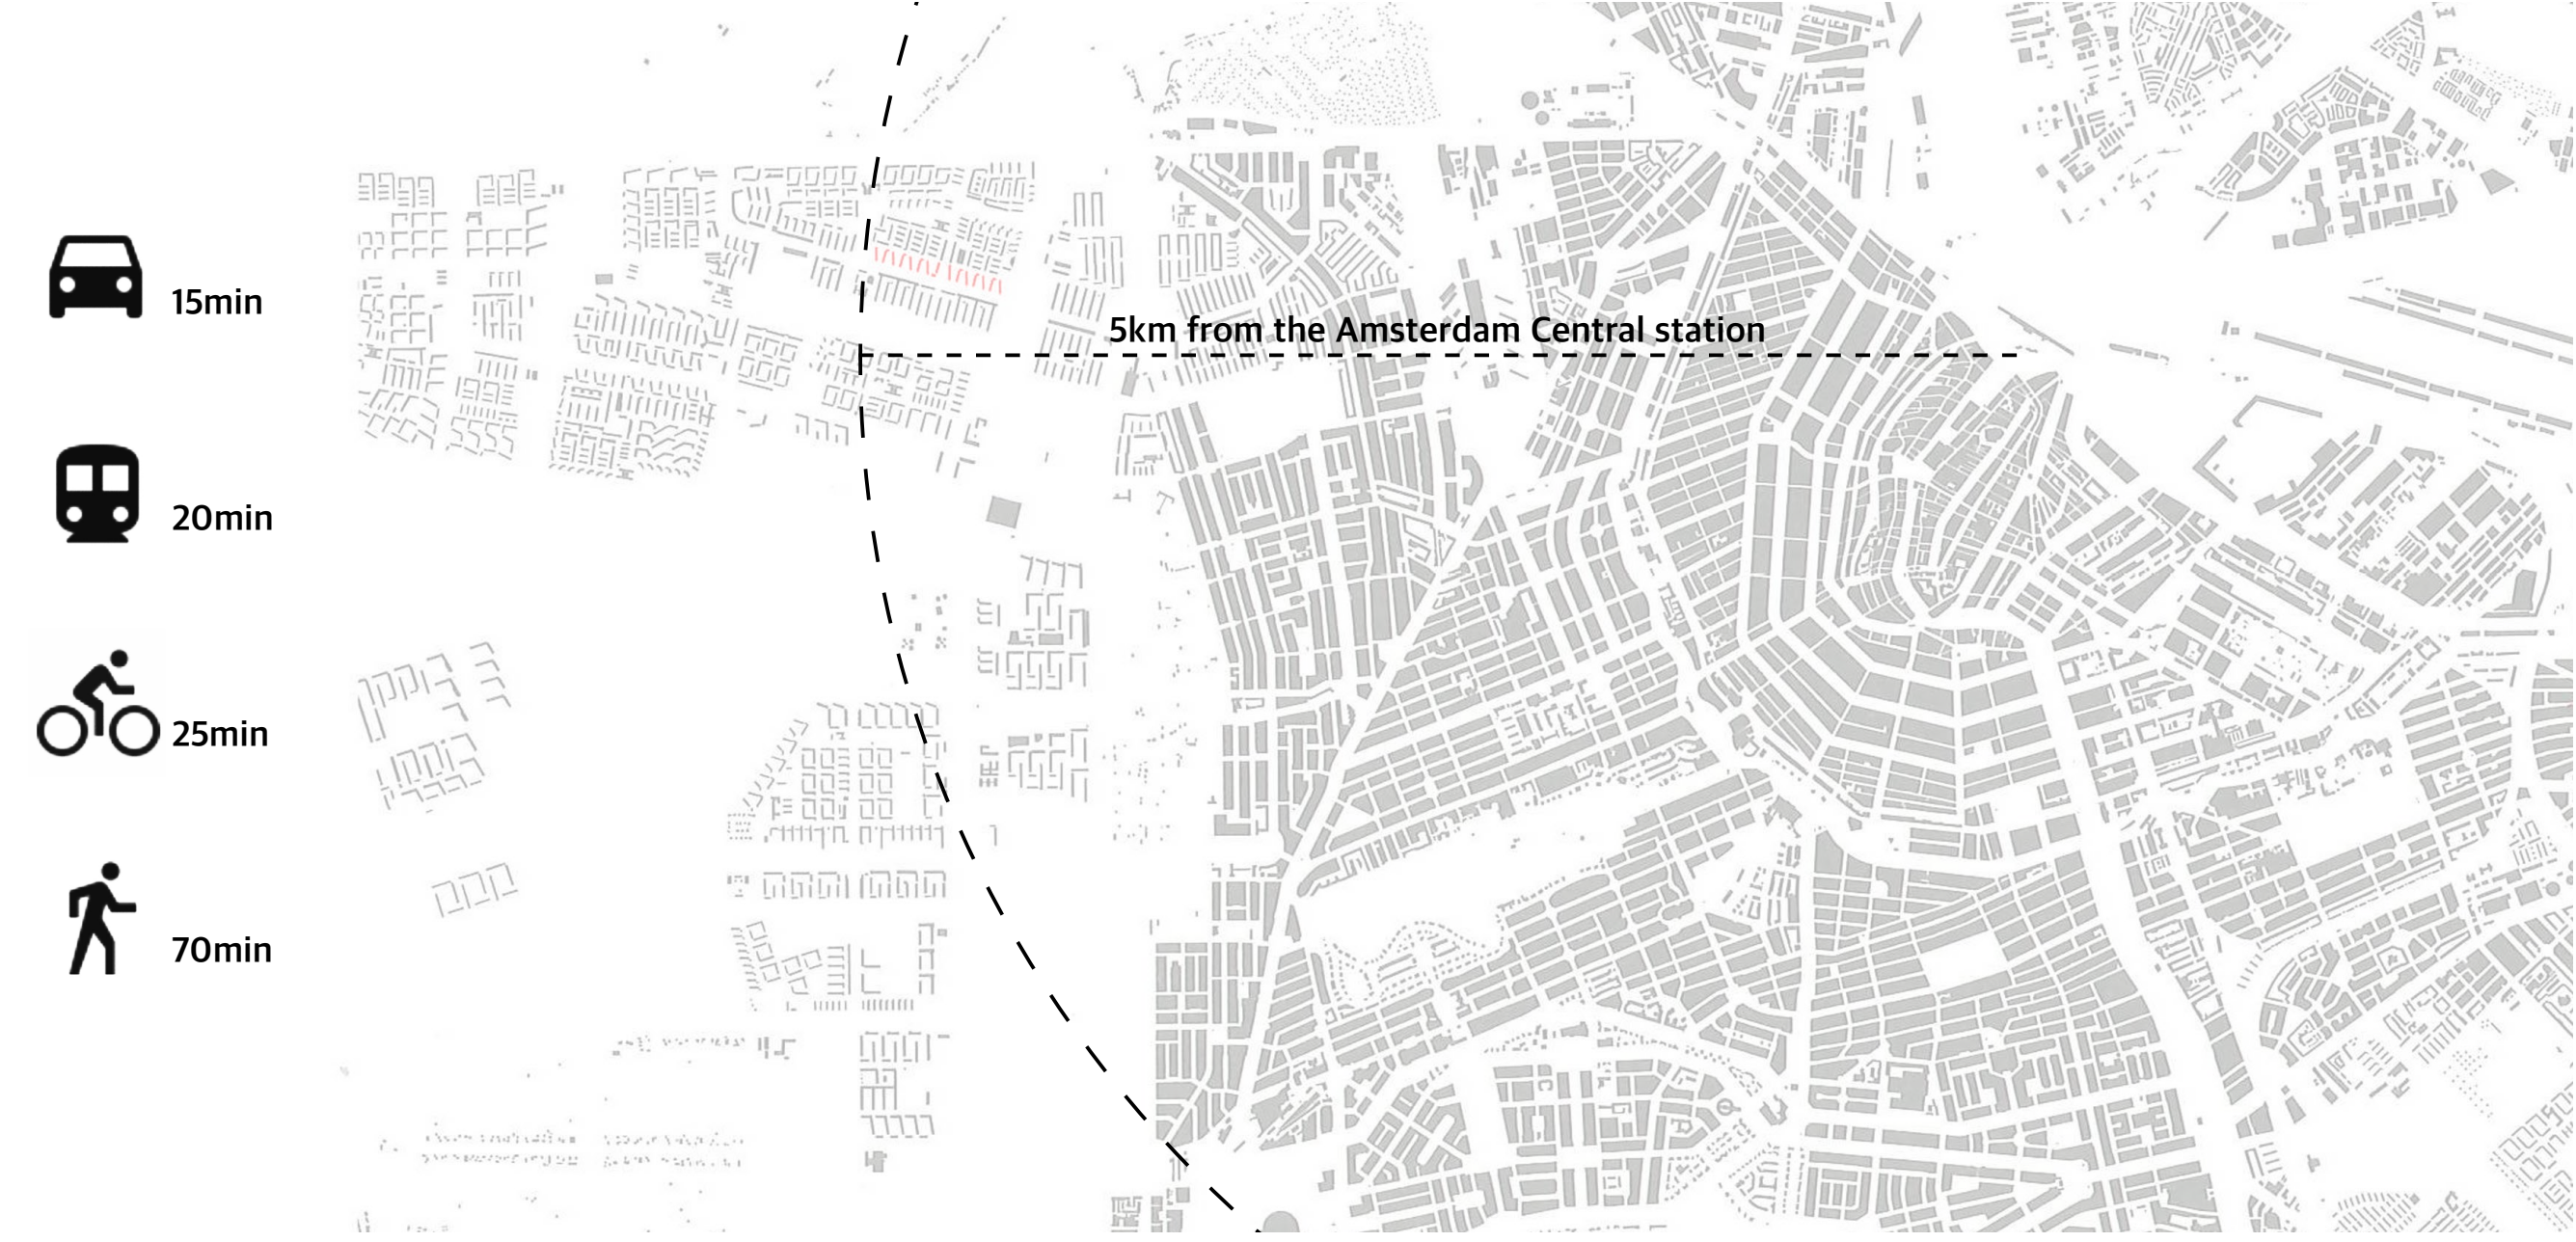 5km from the Amsterdam Central station
15min
20min
25min
70min